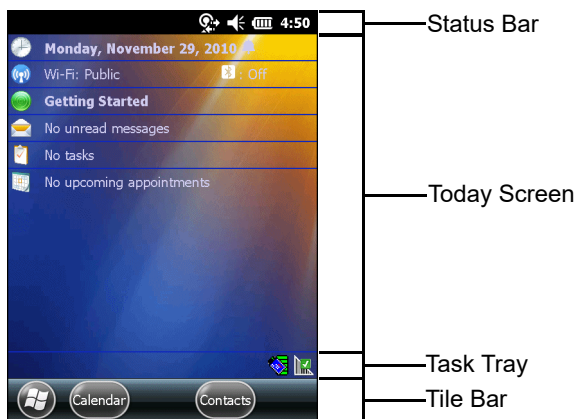 4:50
Status Bar
Monday, November 29, 2010
Wi-Fi: Public : Off
Getting Started
No unread messages
No tasks
No upcoming appointments
Today Screen
Task Tray
Calendar Contacts
Tile Bar